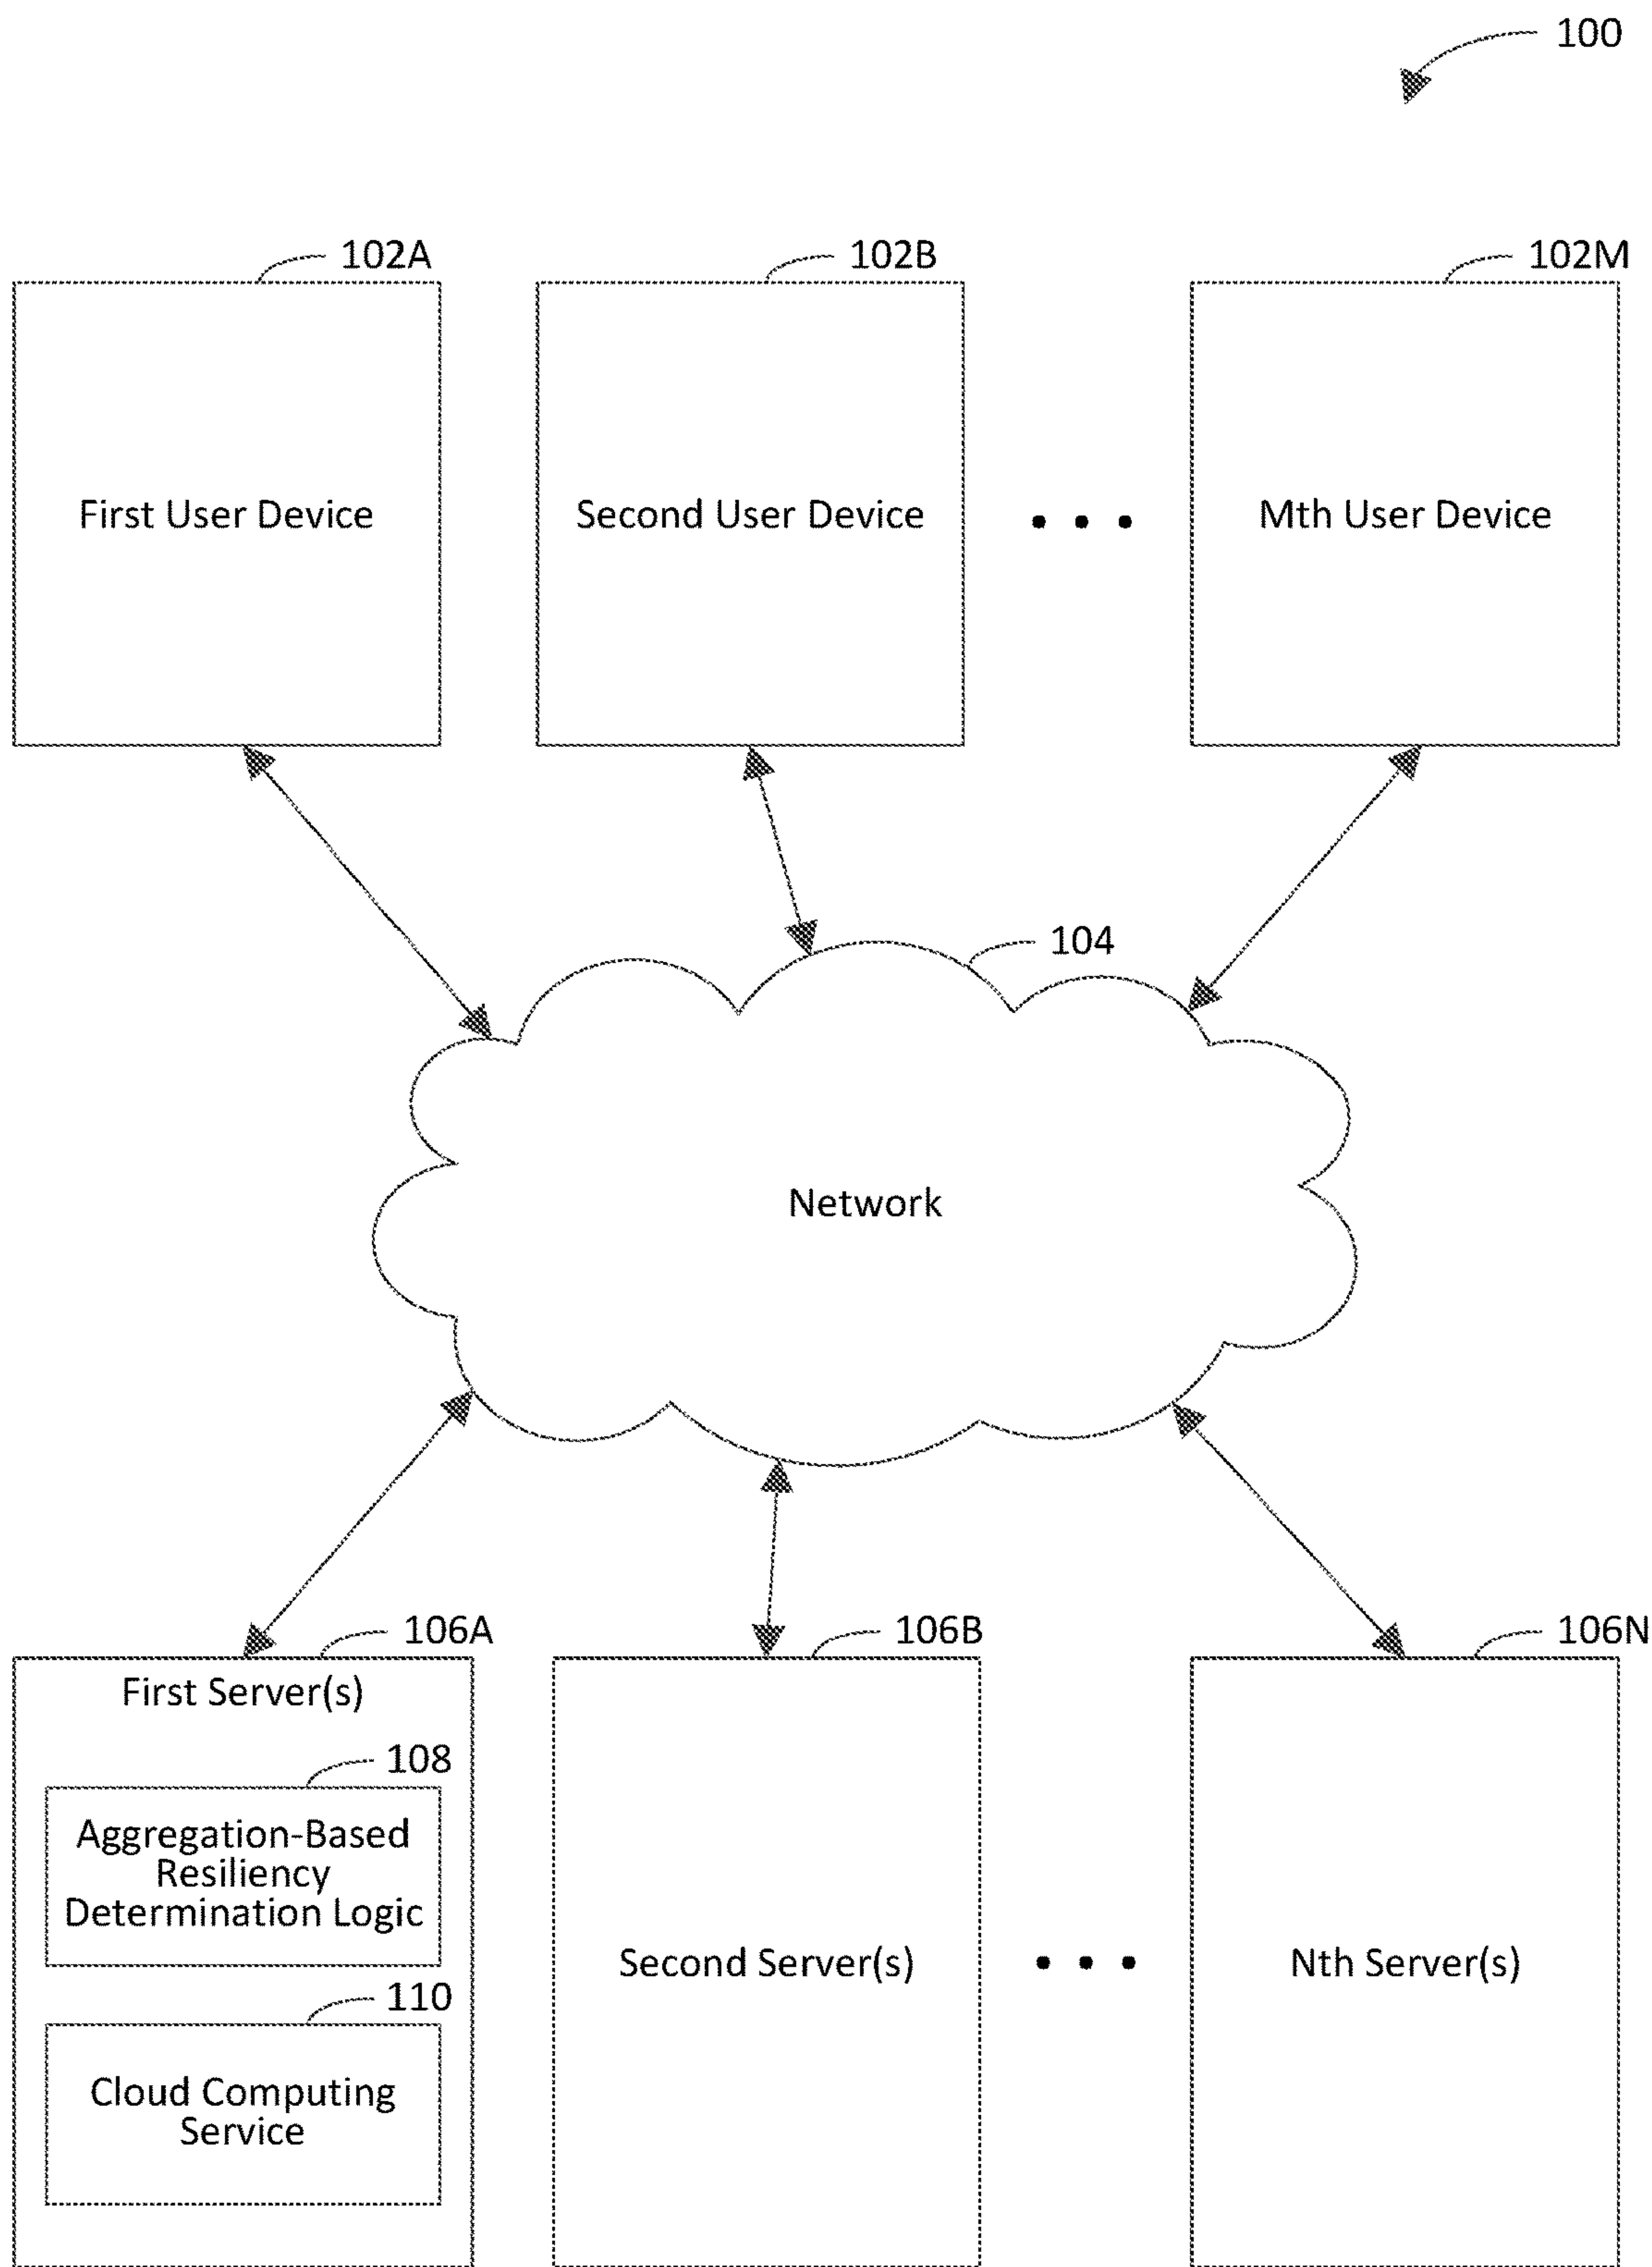 100
102A
102B
102M
First User Device
Second User Device
• • •
Mth User Device
104
Network
106A
106B
106N
First Server(s)
108
Aggregation-Based
Resiliency
Determination Logic
Second Server(s)
• • •
Nth Server(s)
110
Cloud Computing
Service